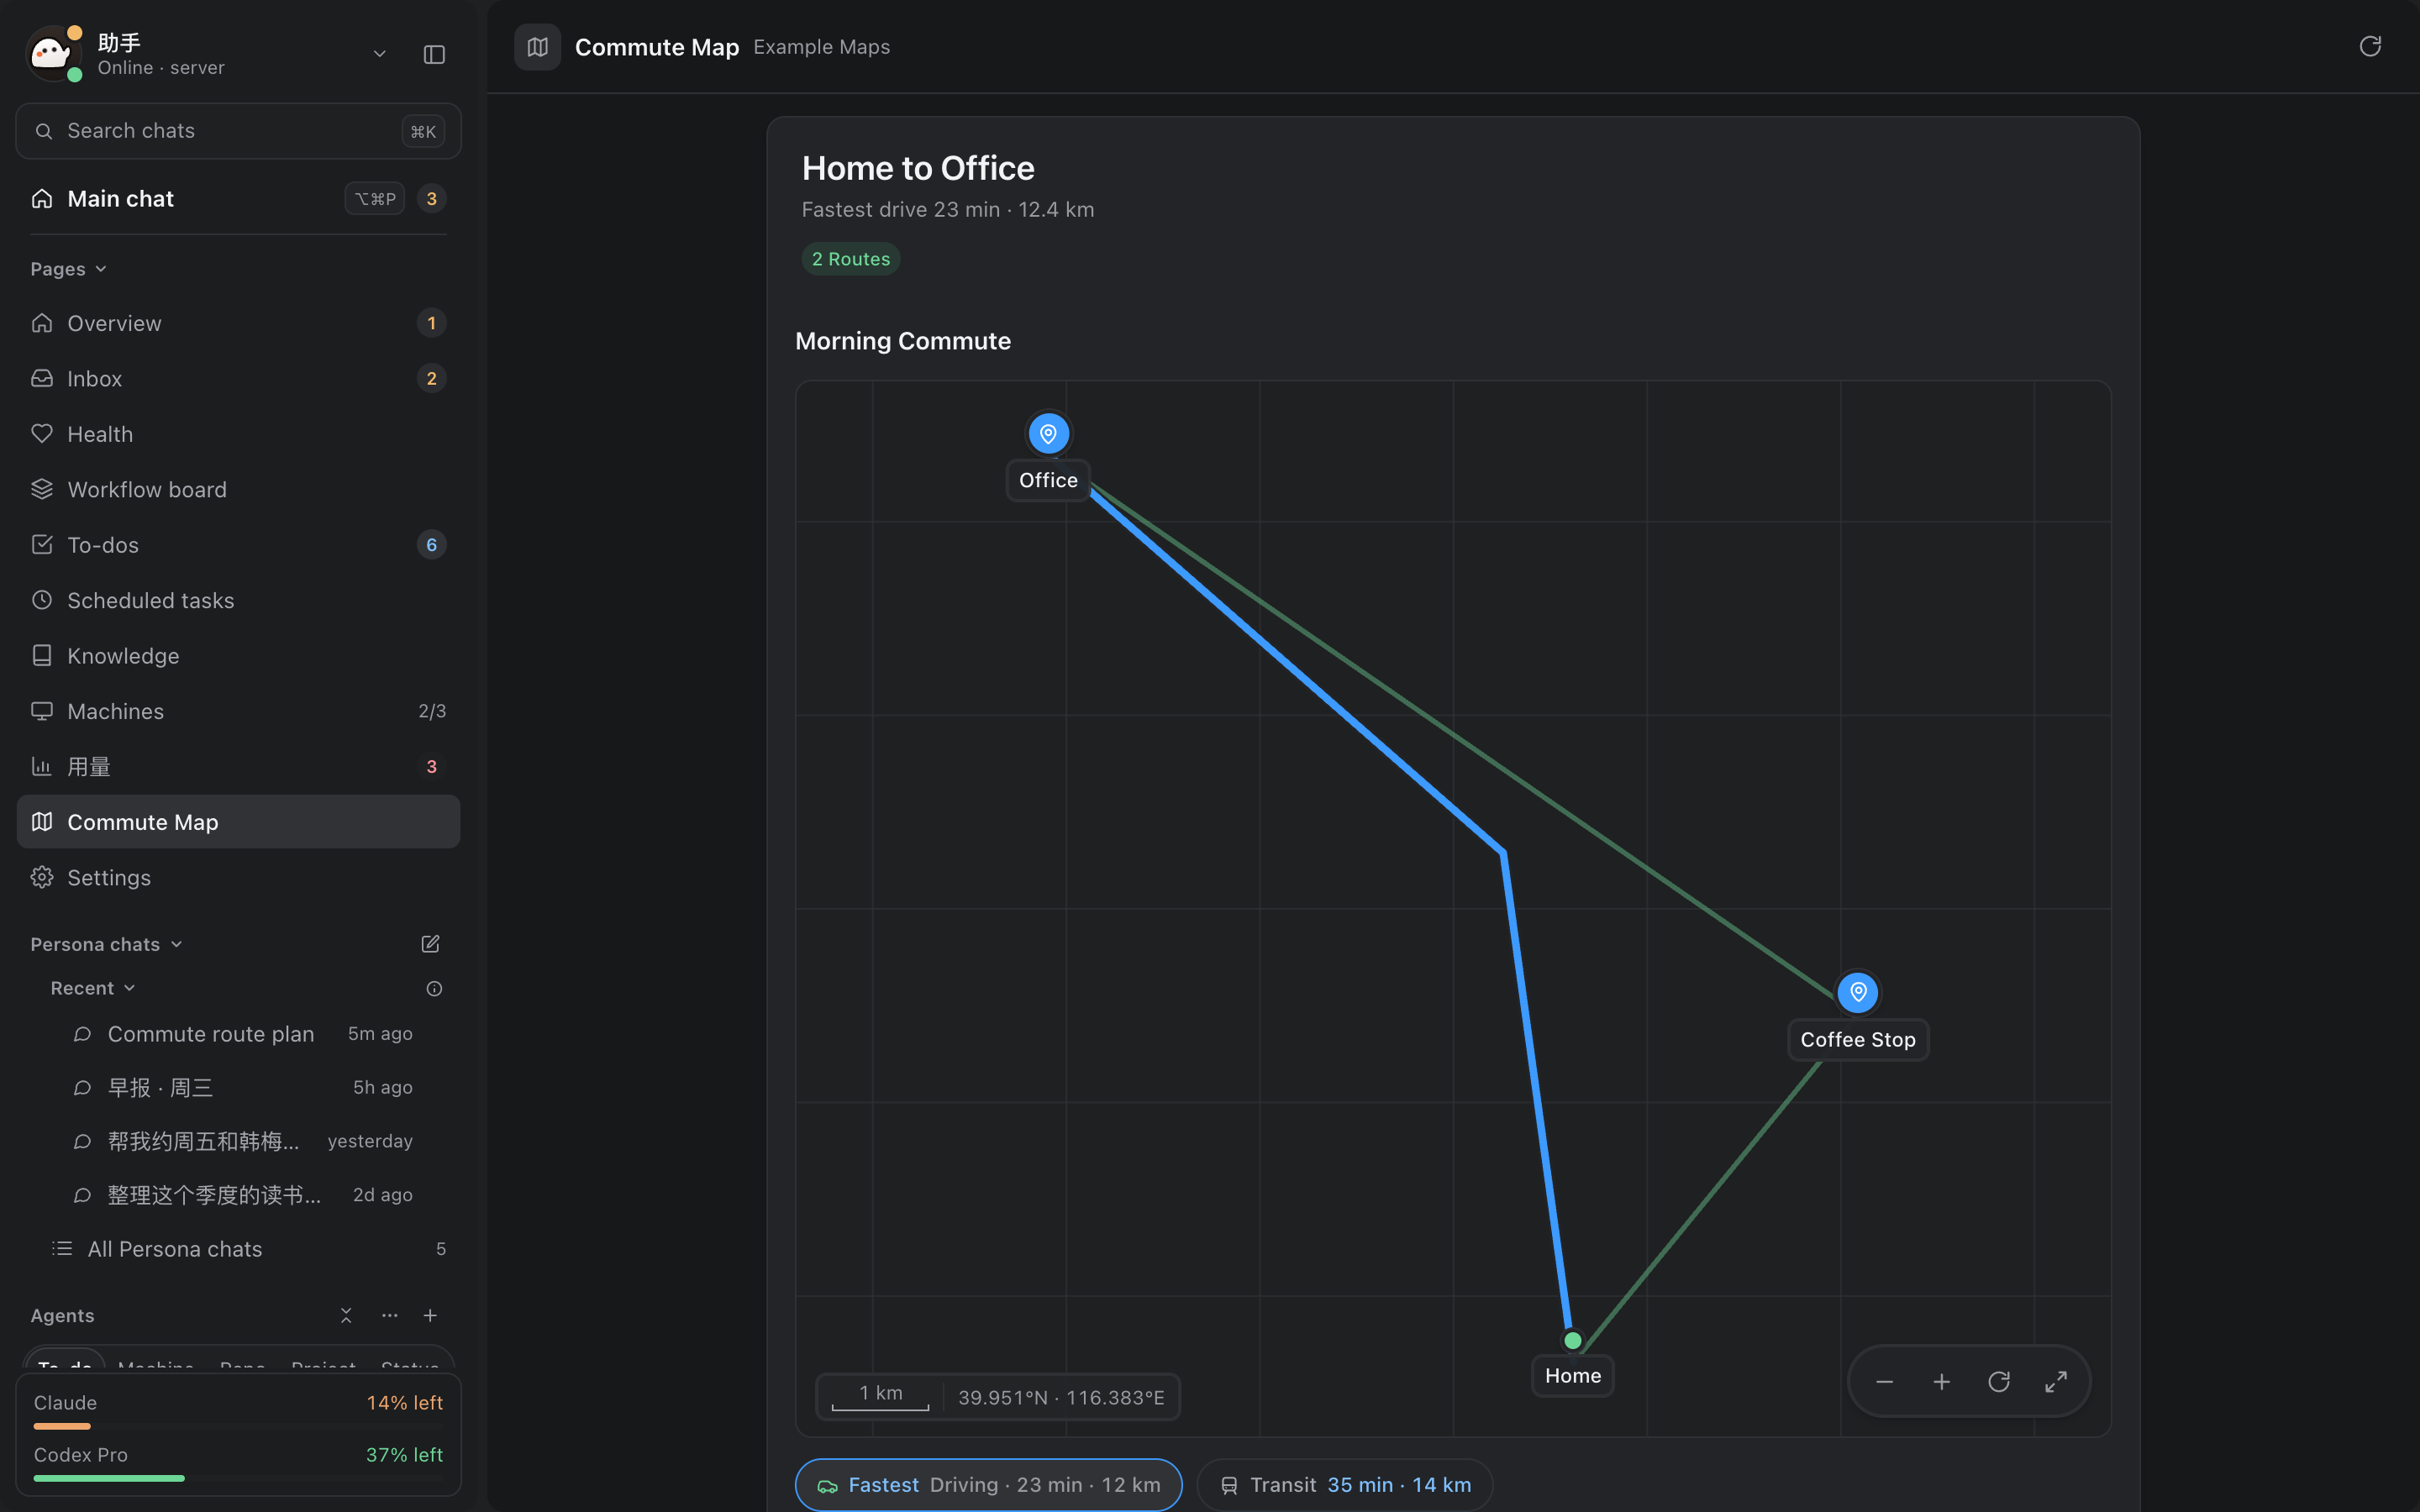 助手
Online · server
Search chats
⌘K
Main chat
⌥⌘P
3
Pages
Overview
1
Inbox
2
Health
Workflow board
To-dos
6
Scheduled tasks
Knowledge
Machines
2/3
用量
3
Commute Map
Settings
Persona chats
Recent
Commute route plan
5m ago
早报 · 周三
5h ago
帮我约周五和韩梅...
yesterday
整理这个季度的读书...
2d ago
All Persona chats
5
Agents
To-do Machine Repo Project Status
Claude
14% left
Codex Pro
37% left
Commute Map
Example Maps
Home to Office
Fastest drive 23 min · 12.4 km
2 Routes
Morning Commute
Office
Coffee Stop
Home
1 km
39.951°N · 116.383°E
Fastest Driving · 23 min · 12 km
Transit 35 min · 14 km